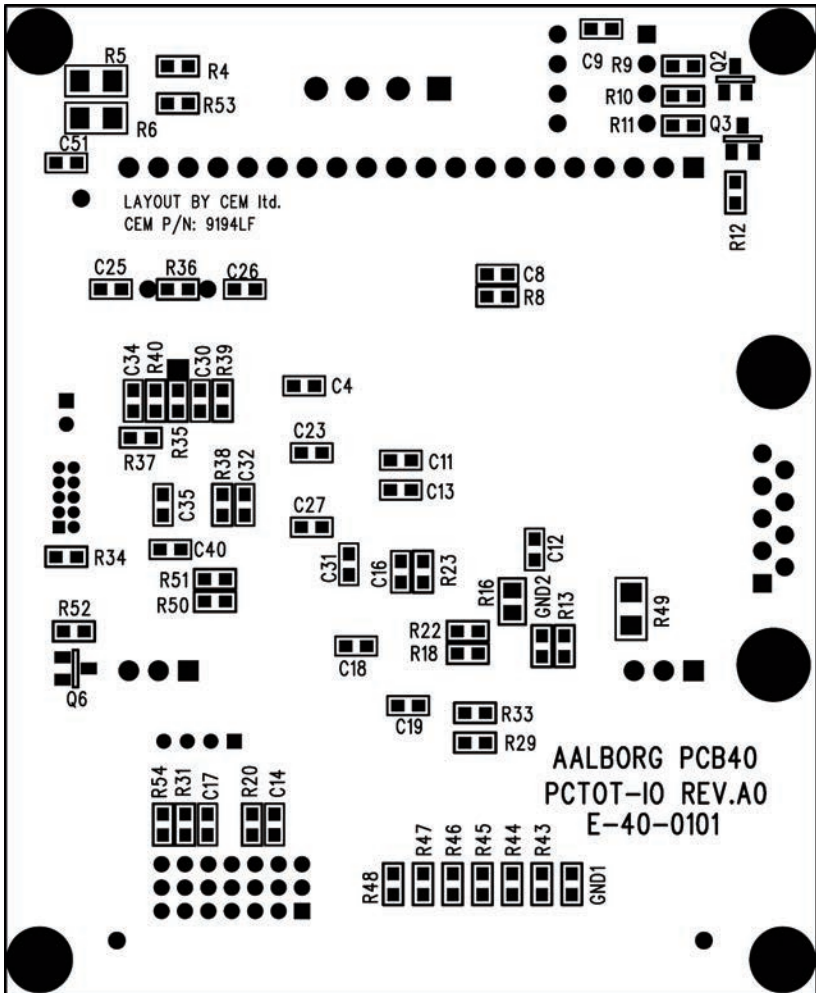 R5
R4
C9
R9
Q2
R53
R10
R6
R11
Q3
C51
LAYOUT BY CEM ltd.
CEM P/N: 9194LF
R12
C25
R36
C26
C8
R8
C34
R40
C30
R39
C4
R37
R35
C23
C11
R38
C32
C13
C35
C27
C40
C31
C16
R23
C12
R34
R51
R50
R16
GND2
R13
R49
R52
R22
C18
R18
Q6
C19
R33
R29
AALBORG PCB40
PCTOT-IO REV.A0
E-40-0101
R54
R31
C17
R20
C14
R48
R47
R46
R45
R44
R43
GND1